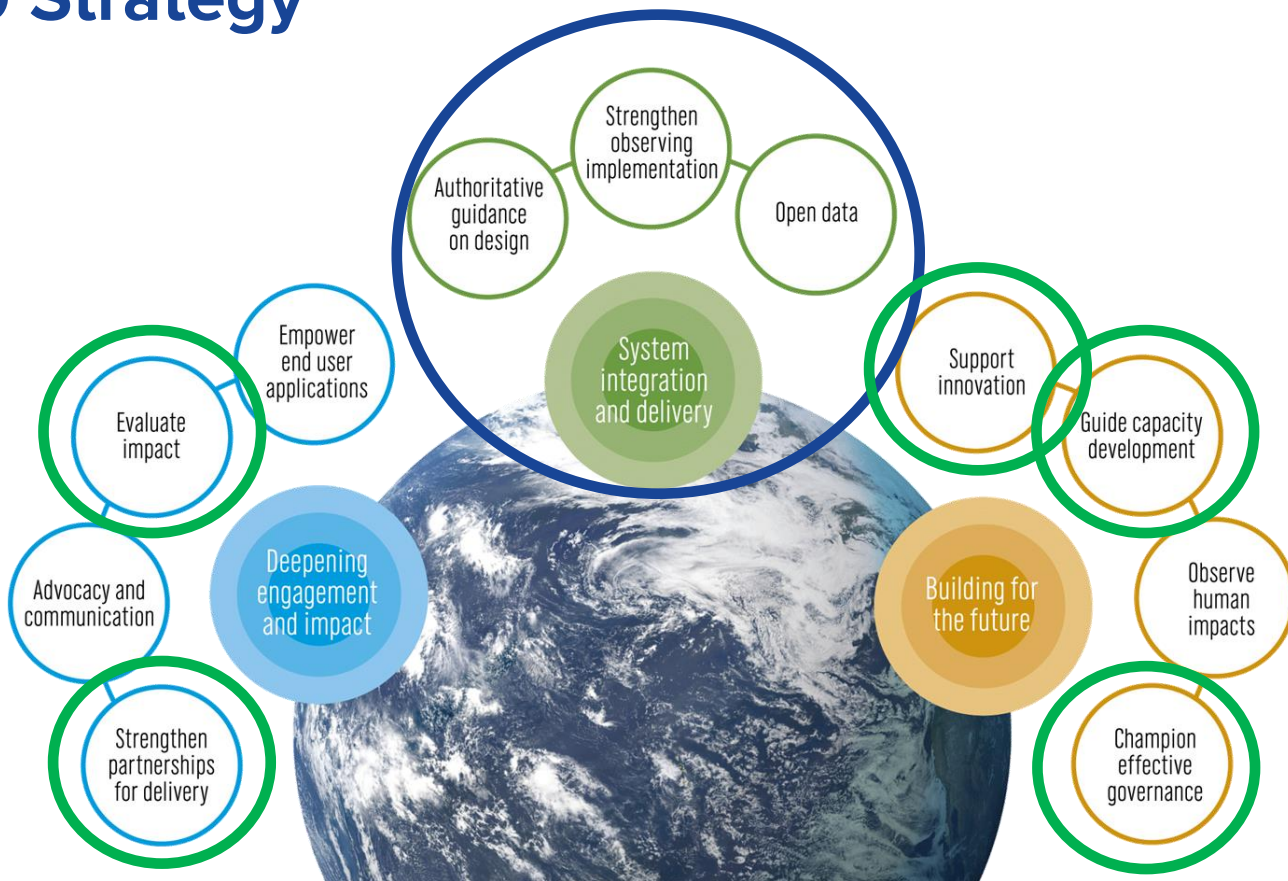 Strategy
Strengthen
observing
implementation
Authoritative
guidance
on design
Open data
System
integration
and delivery
Empower
end user
applications
Evaluate
impact
Advocacy and
communication
Strengthen
partnerships
for delivery
Deepening
engagement
and impact
Support
innovation
Guide capacity
development
Observe
human
impacts
Champion
effective
governance
Building for
the future